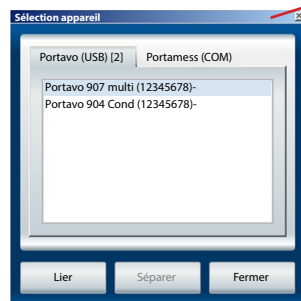 Sélection appareil
Portavo (USB) [2] Portamess (COM)
Portavo 907 multi (12345678)-
Portavo 904 Cond (12345678)-
Lier Séparer Fermer